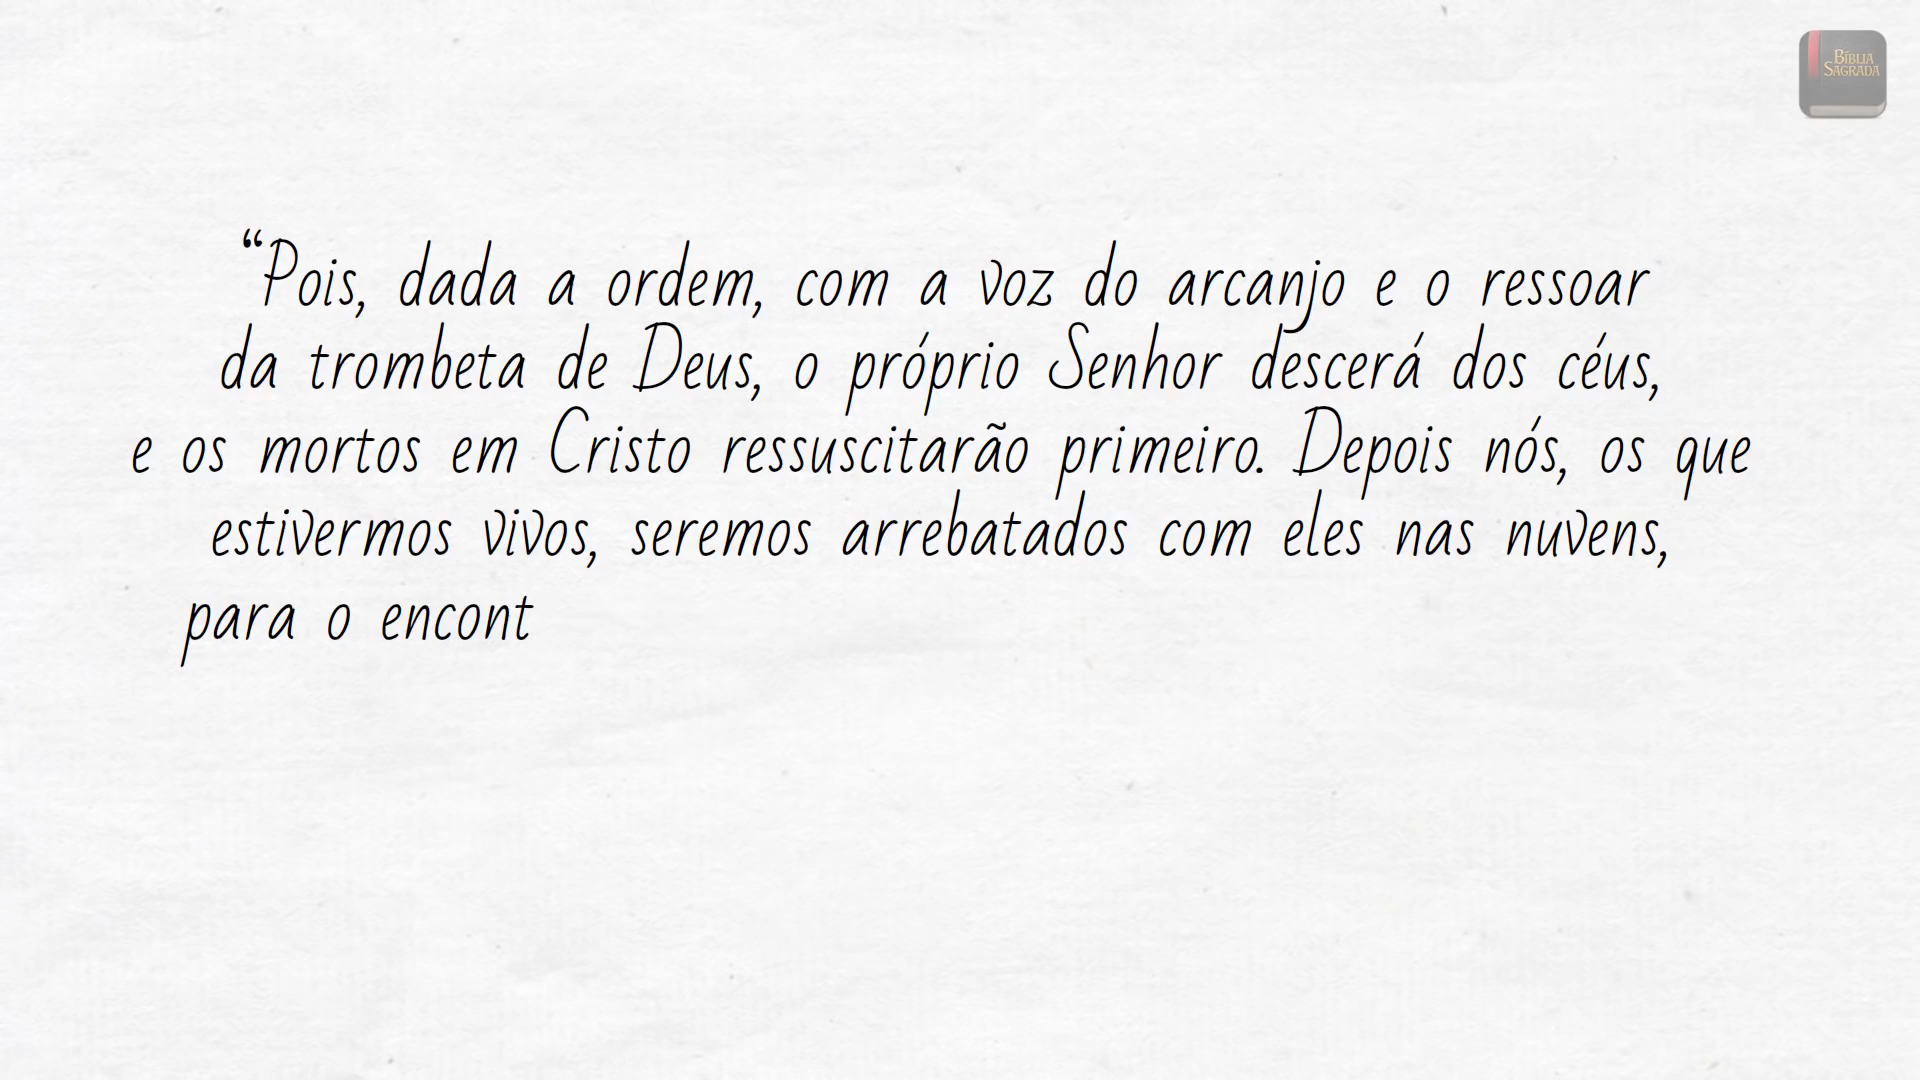 BÍBLIA
SAGRADA
“Pois, dada a ordem, com a voz do arcanjo e o ressoar
da trombeta de Deus, o próprio Senhor descerá dos céus,
e os mortos em Cristo ressuscitarão primeiro. Depois nós, os que
estivermos vivos, seremos arrebatados com eles nas nuvens,
para o encont